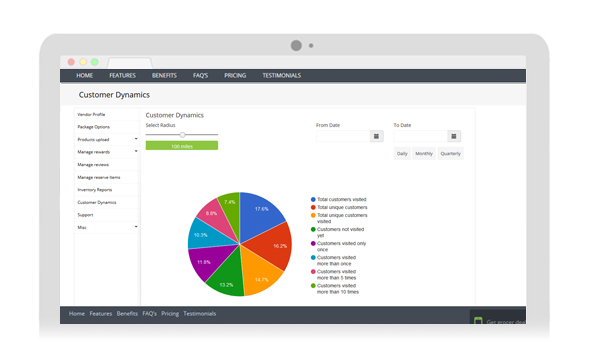 HOME FEATURES BENEFITS FAQ'S PRICING TESTIMONIALS
Customer Dynamics
Vendor Profile
Package Options
Products upload
Manage rewards
Manage reviews
Manage reserve items
Inventory Reports
Customer Dynamics
Support
Misc
Customer Dynamics
Select Radius
100 miles
From Date
To Date
Daily Monthly Quarterly
17.6%
16.2%
14.7%
13.2%
11.8%
10.3%
8.8%
7.4%
Total customers visited
Total unique customers
Total unique customers
visited
Customers not visited
yet
Customers visited only
once
Customers visited
more than once
Customers visited
more than 5 times
Customers visited
more than 10 times
Home Features Benefits FAQ's Pricing Testimonials